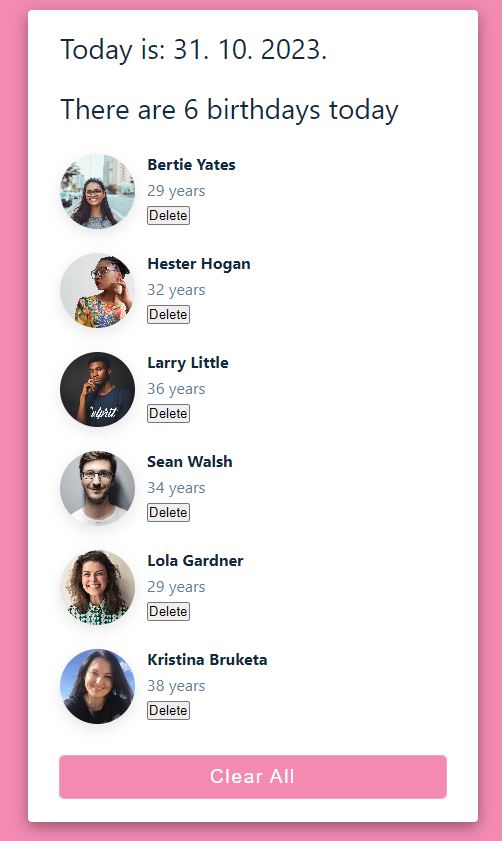 Today is: 31. 10. 2023.
There are 6 birthdays today
Bertie Yates
29 years
Delete
Hester Hogan
32 years
Delete
Larry Little
36 years
Delete
Sean Walsh
34 years
Delete
Lola Gardner
29 years
Delete
Kristina Bruketa
38 years
Delete
Clear All